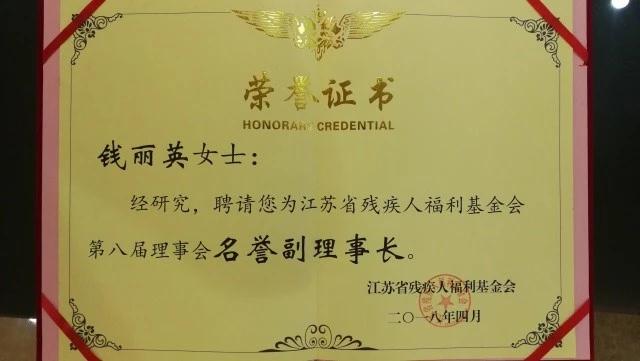 荣誉证书
HONORARY CREDENTIAL
钱丽英女士：
经研究，聘请您为江苏省残疾人福利基金会
第八届理事会名誉副理事长。
江苏省残疾人福利基金会
二〇一八年四月